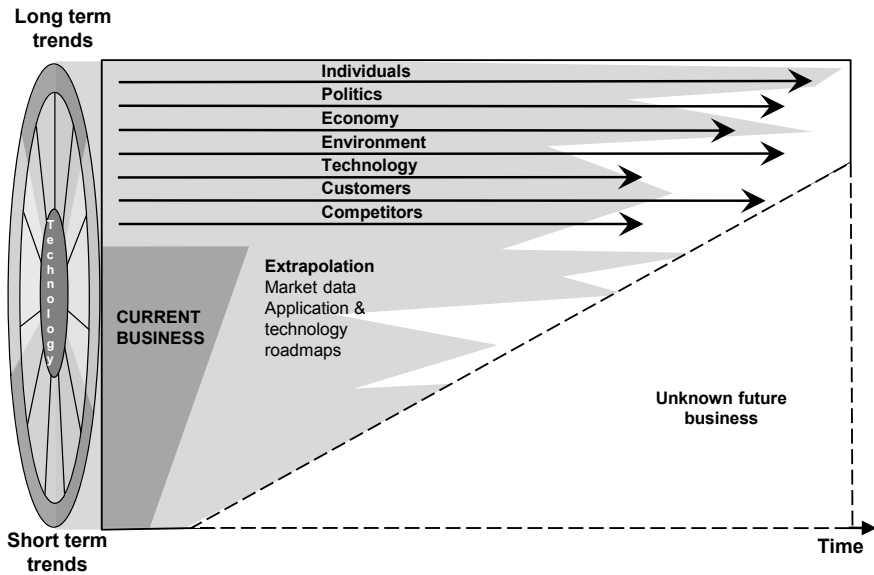 Long term
trends
Individuals
Politics
Economy
Environment
Technology
Customers
Competitors
Technology
Extrapolation
Market data
Application &
technology
roadmaps
CURRENT
BUSINESS
Unknown future
business
Short term
trends
Time